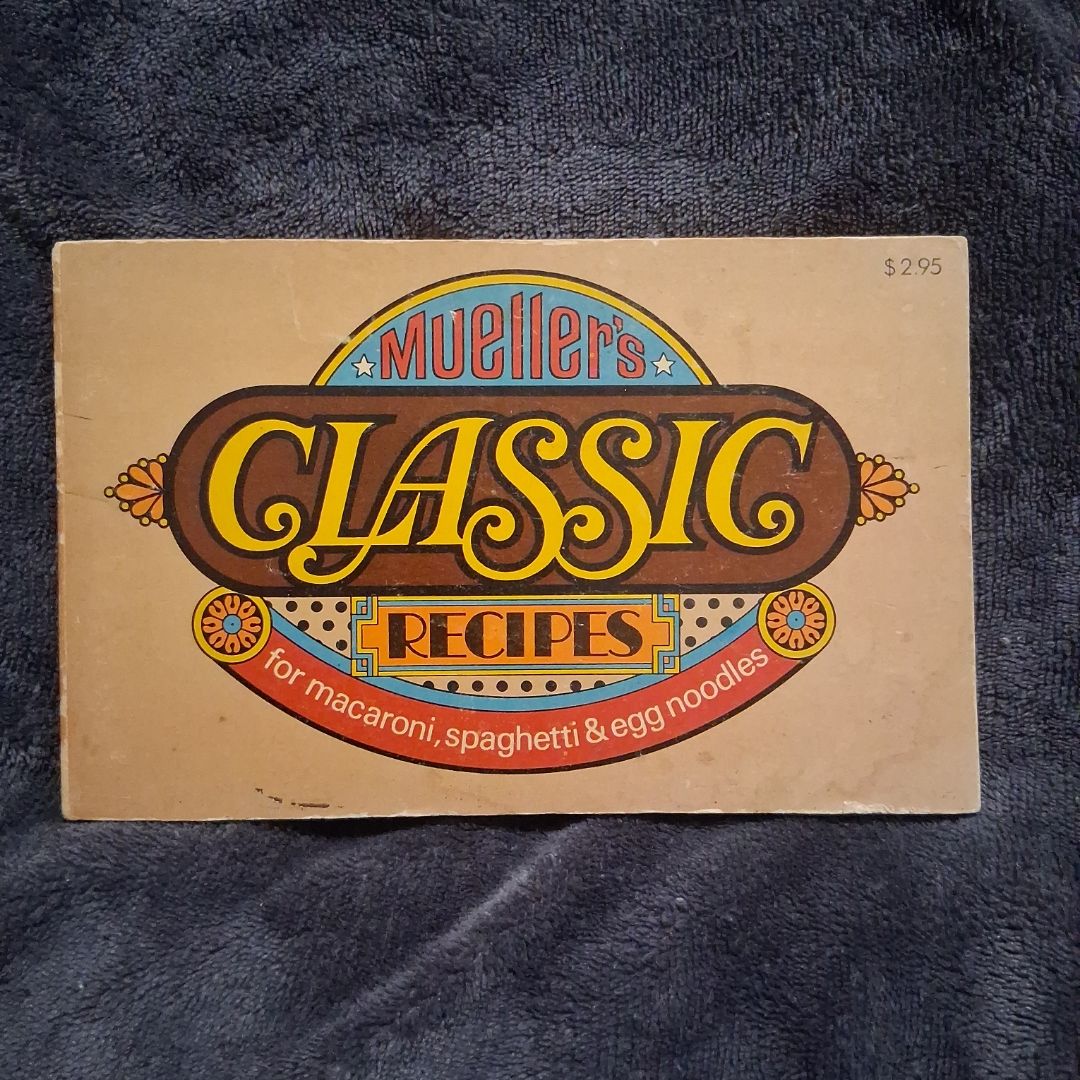 $2.95
Mueller's
CLASSIC
RECIPES
for macaroni, spaghetti & egg noodles